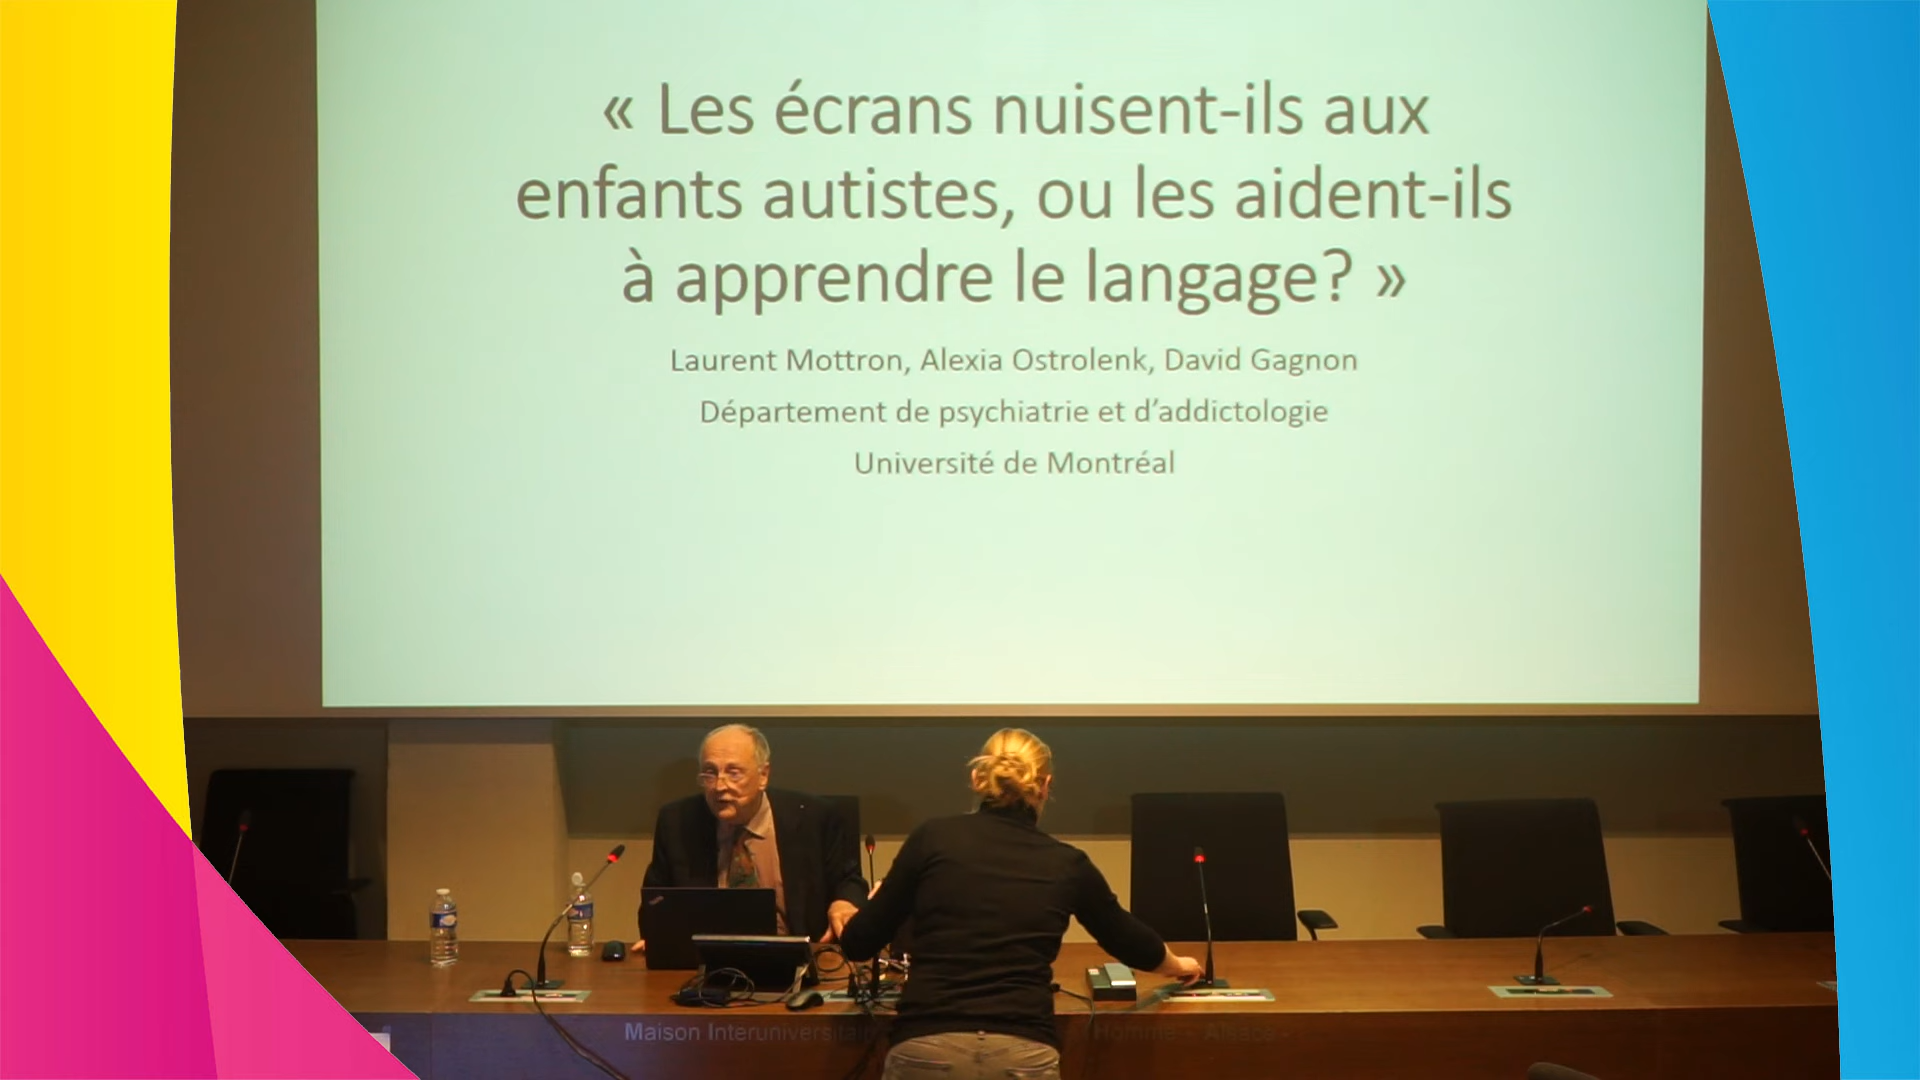 « Les écrans nuisent-ils aux
enfants autistes, ou les aident-ils
à apprendre le langage? »
Laurent Mottron, Alexia Ostrolenk, David Gagnon
Département de psychiatrie et d’addictologie
Université de Montréal
Maison Interuniversitai Homme - Alsace